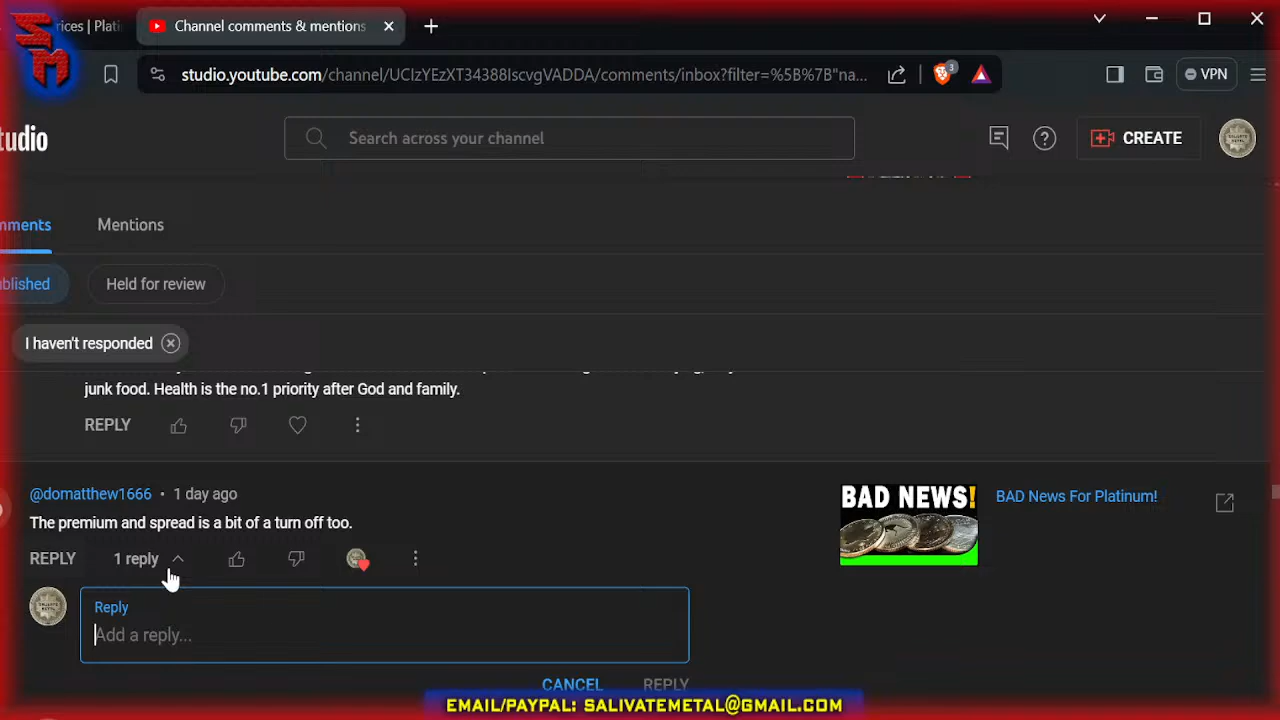 SM
rices | Plati
Channel comments & mentions
studio.youtube.com/channel/UCIzYEzXT34388IscvgVADDA/comments/inbox?filter=%5B%7B"na...
3
VPN
tudio
Search across your channel
CREATE
mments
Mentions
ublished
Held for review
I haven't responded
junk food. Health is the no.1 priority after God and family.
REPLY
@domatthew1666 • 1 day ago
The premium and spread is a bit of a turn off too.
REPLY 1 reply
BAD NEWS!
BAD News For Platinum!
Reply
Add a reply...
CANCEL REPLY
EMAIL/PAYPAL: SALIVATEMETAL@GMAIL.COM